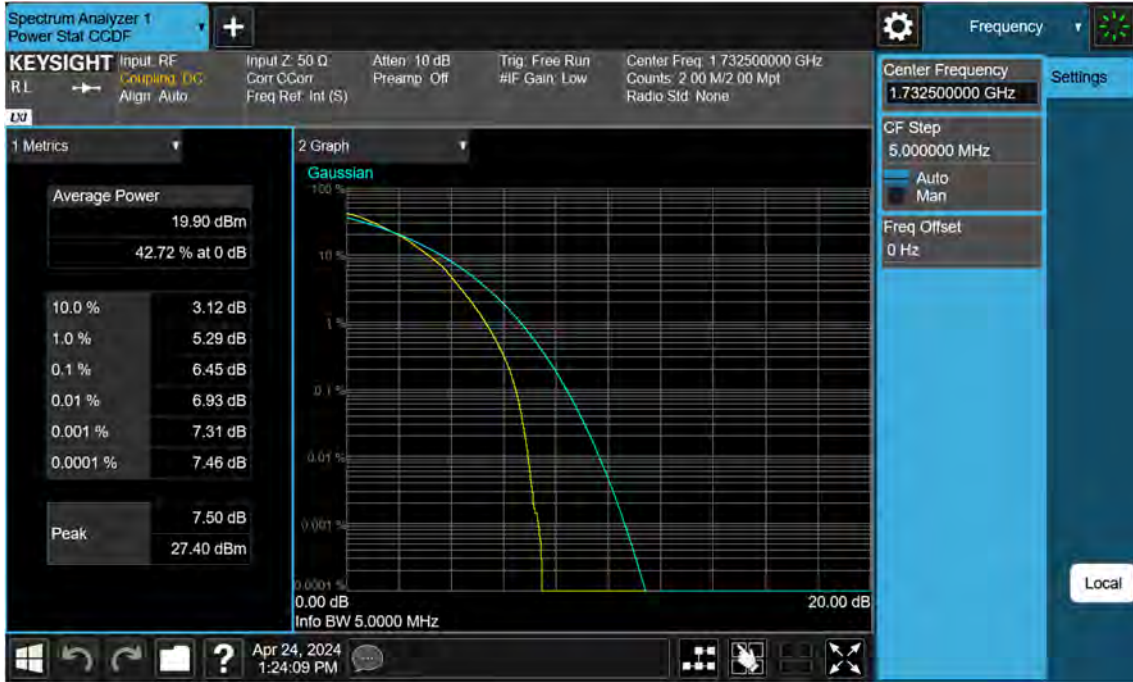 Spectrum Analyzer 1
Power Stat CCDF
Frequency
KEYSIGHT
R L
LXI
Input: RF
Coupling: DC
Align: Auto
Input Z: 50 Ω
Corr CCorr
Freq Ref: Int (S)
Atten: 10 dB
Preamp: Off
Trig: Free Run
#IF Gain: Low
Center Freq: 1.732500000 GHz
Counts: 2.00 M/2.00 Mpt
Radio Std: None
Center Frequency
1.732500000 GHz
Settings
CF Step
5.000000 MHz
Auto
Man
Freq Offset
0 Hz
1 Metrics
Average Power
19.90 dBm
42.72 % at 0 dB
10.0 % 3.12 dB
1.0 % 5.29 dB
0.1 % 6.45 dB
0.01 % 6.93 dB
0.001 % 7.31 dB
0.0001 % 7.46 dB
Peak
7.50 dB
27.40 dBm
2 Graph
Gaussian
100 %
10 %
1 %
0.1 %
0.01 %
0.001 %
0.0001 %
0.00 dB 20.00 dB
Info BW 5.0000 MHz
Local
? Apr 24, 2024
1:24:09 PM